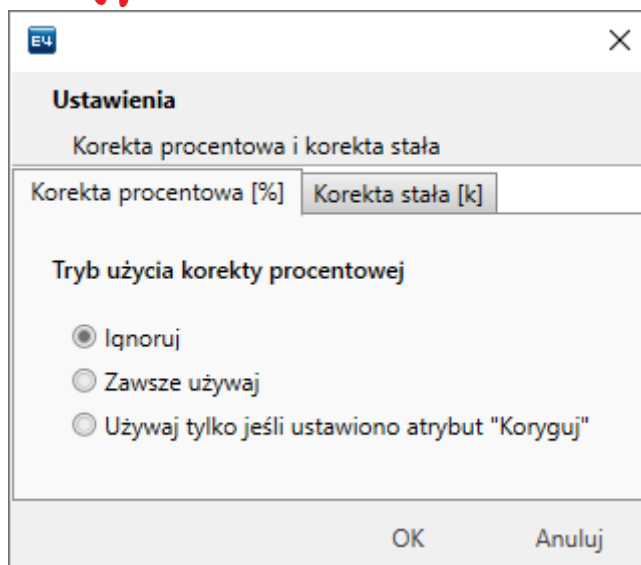 E4
Ustawienia
Korekta procentowa i korekta stała
Korekta procentowa [%]
Korekta stała [k]
Tryb użycia korekty procentowej
Ignoruj
Zawsze używaj
Używaj tylko jeśli ustawiono atrybut "Koryguj"
OK
Anuluj